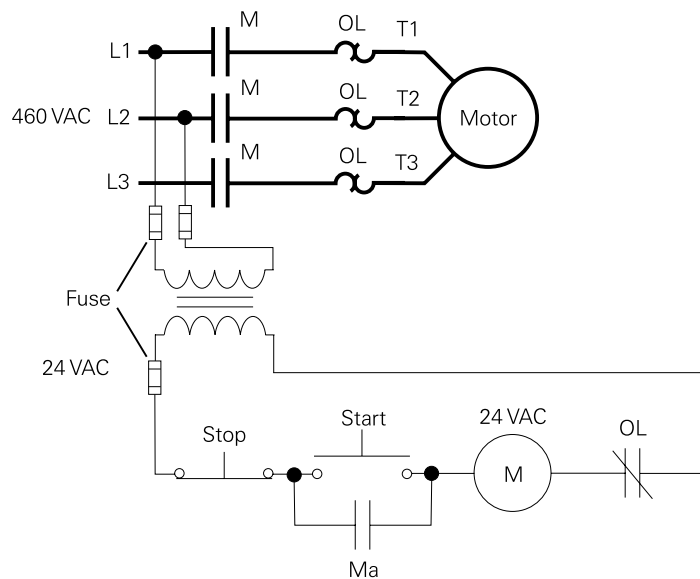 M OL T1
L1
M OL T2
460 VAC L2 Motor
M OL T3
L3
Fuse
24 VAC
Stop Start 24 VAC OL
M
Ma